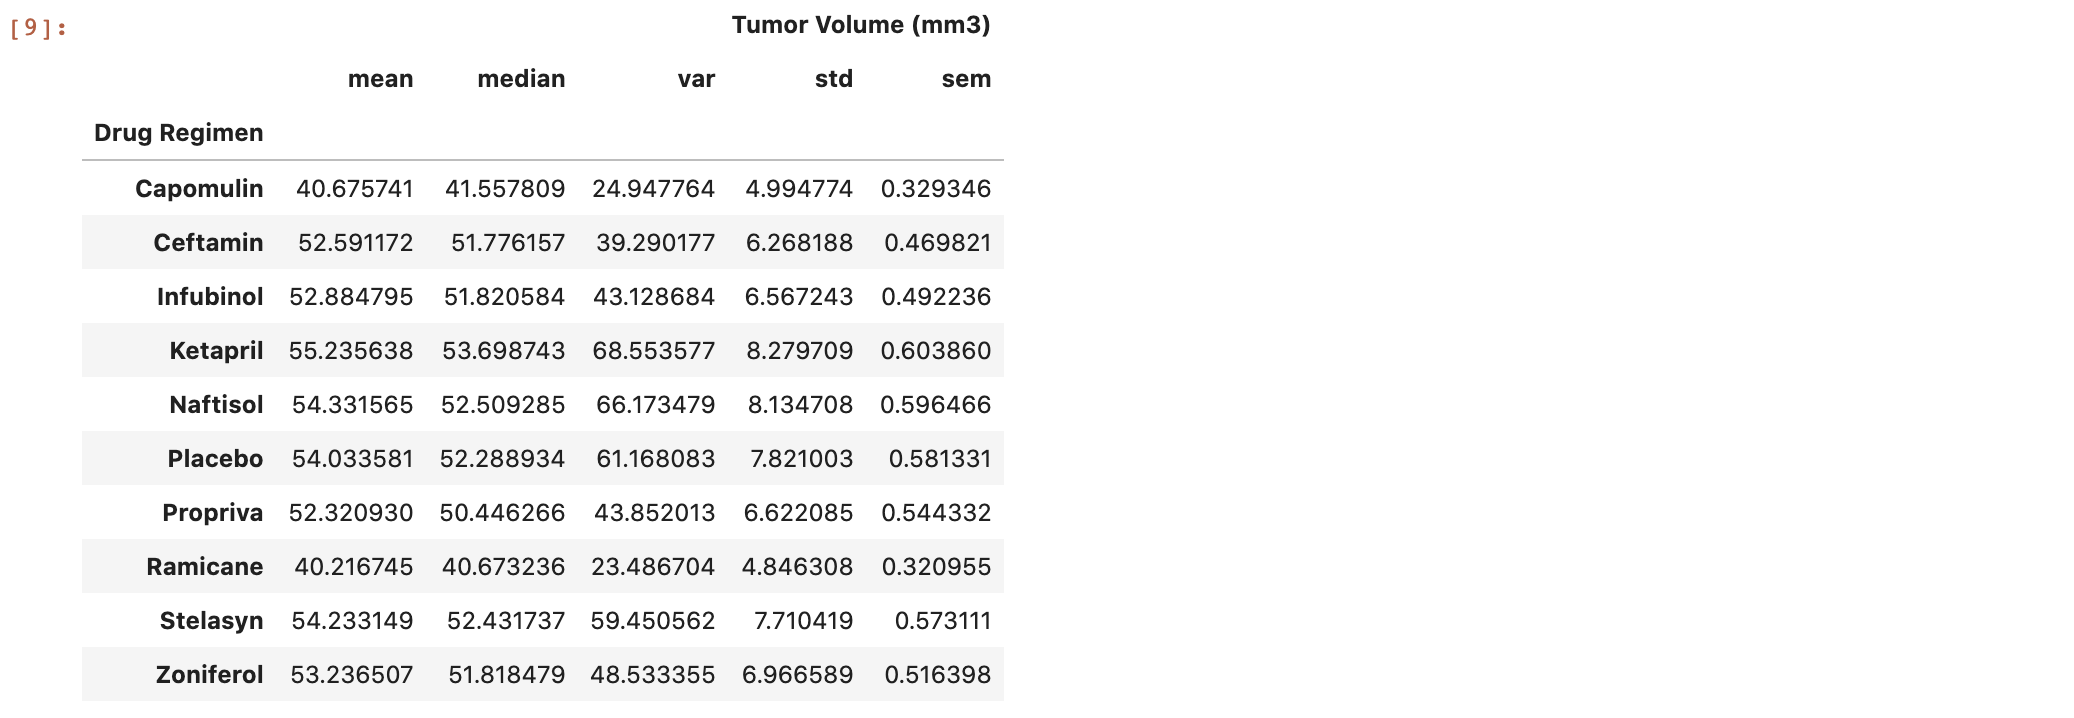 [9]:
Tumor Volume (mm3)
mean median var std sem
Drug Regimen
Capomulin 40.675741 41.557809 24.947764 4.994774 0.329346
Ceftamin 52.591172 51.776157 39.290177 6.268188 0.469821
Infubinol 52.884795 51.820584 43.128684 6.567243 0.492236
Ketapril 55.235638 53.698743 68.553577 8.279709 0.603860
Naftisol 54.331565 52.509285 66.173479 8.134708 0.596466
Placebo 54.033581 52.288934 61.168083 7.821003 0.581331
Propriva 52.320930 50.446266 43.852013 6.622085 0.544332
Ramicane 40.216745 40.673236 23.486704 4.846308 0.320955
Stelasyn 54.233149 52.431737 59.450562 7.710419 0.573111
Zoniferol 53.236507 51.818479 48.533355 6.966589 0.516398